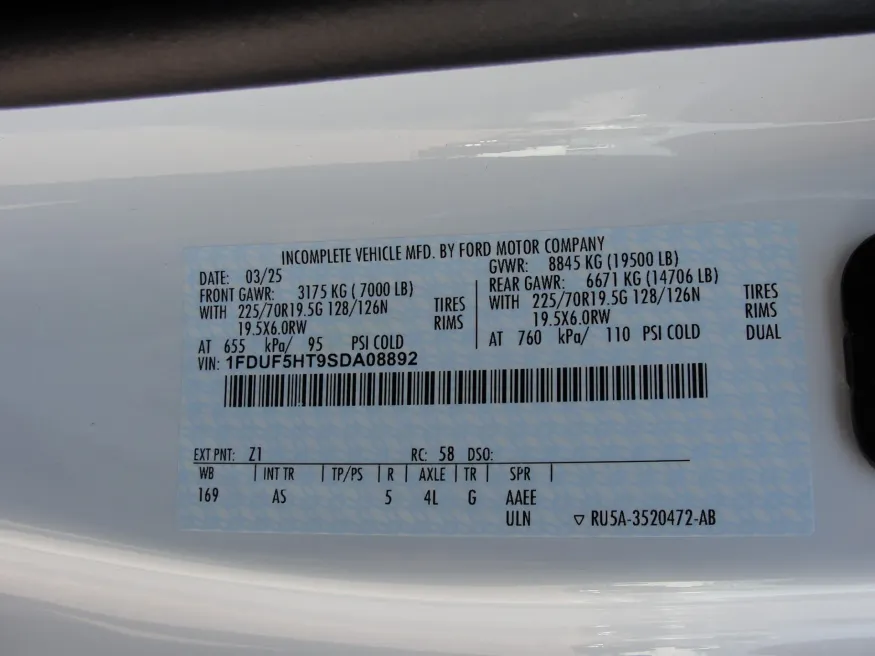 INCOMPLETE VEHICLE MFD. BY FORD MOTOR COMPANY
DATE: 03/25
FRONT GAWR: 3175 KG ( 7000 LB)
WITH 225/70R19.5G 128/126N TIRES
19.5X6.0RW RIMS
AT 655 kPa/ 95 PSI COLD
GVWR: 8845 KG (19500 LB)
REAR GAWR: 6671 KG (14706 LB)
WITH 225/70R19.5G 128/126N TIRES
19.5X6.0RW RIMS
AT 760 kPa/ 110 PSI COLD DUAL
VIN: 1FDUF5HT9SDA08892
EXT PNT: Z1 RC: 58 DSO:
WB INT TR TP/PS R AXLE TR SPR
169 AS 5 4L G AAEE
ULN ▽ RU5A-3520472-AB